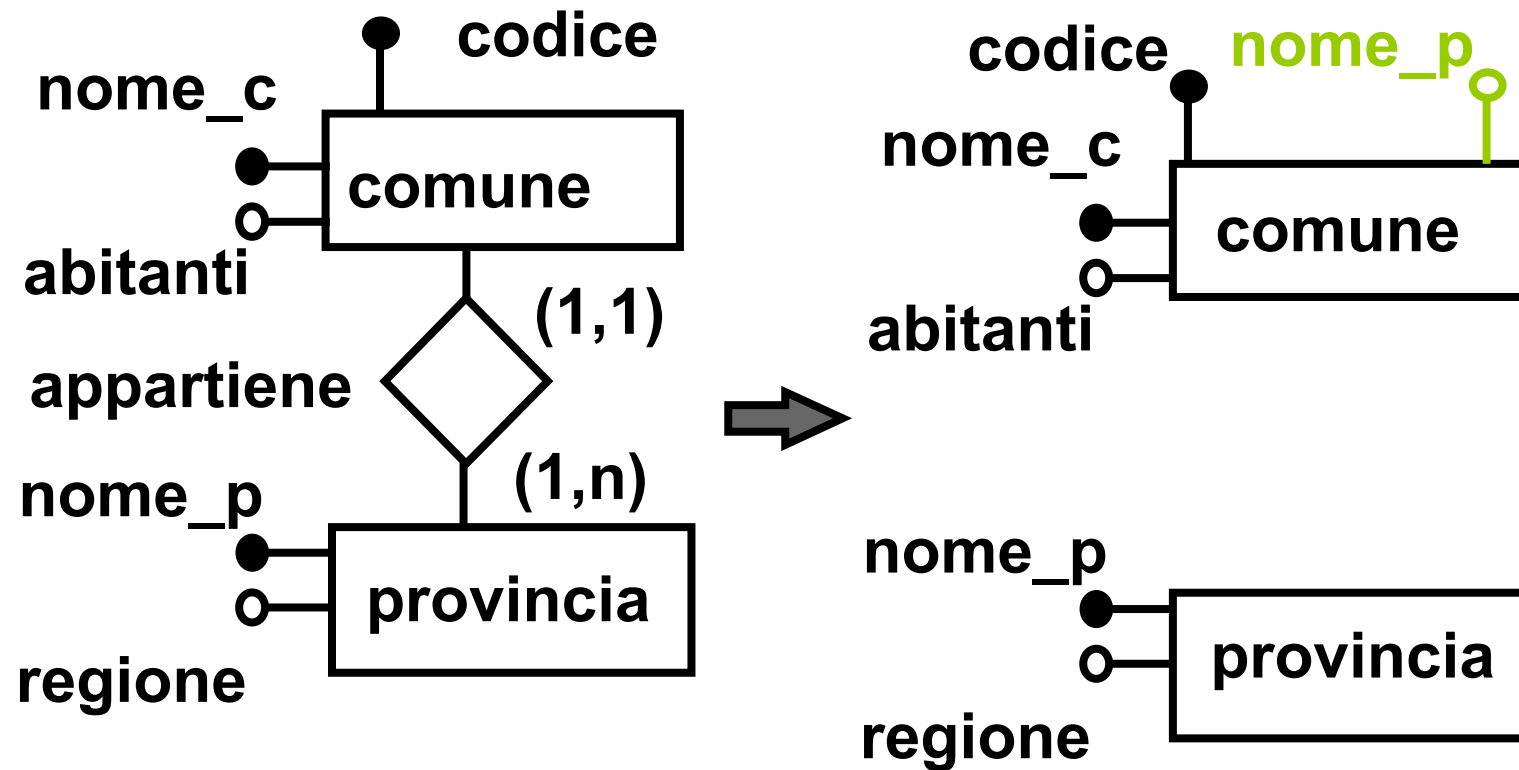 codice
nome_c
comune
abitanti
(1,1)
appartiene
(1,n)
nome_p
provincia
regione
codice
nome_p
nome_c
comune
abitanti
nome_p
provincia
regione